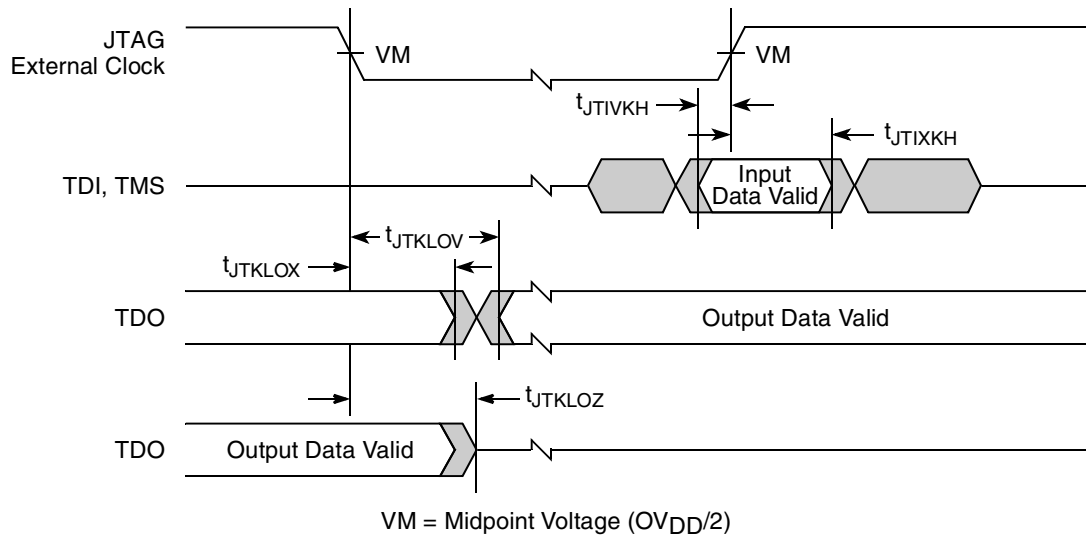 JTAG
External Clock
VM
VM
tJTIVKH
tJTIXKH
TDI, TMS
Input
Data Valid
tJTKLOV
tJTKLOX
TDO
Output Data Valid
tJTKLOZ
TDO
Output Data Valid
VM = Midpoint Voltage (OVDD/2)